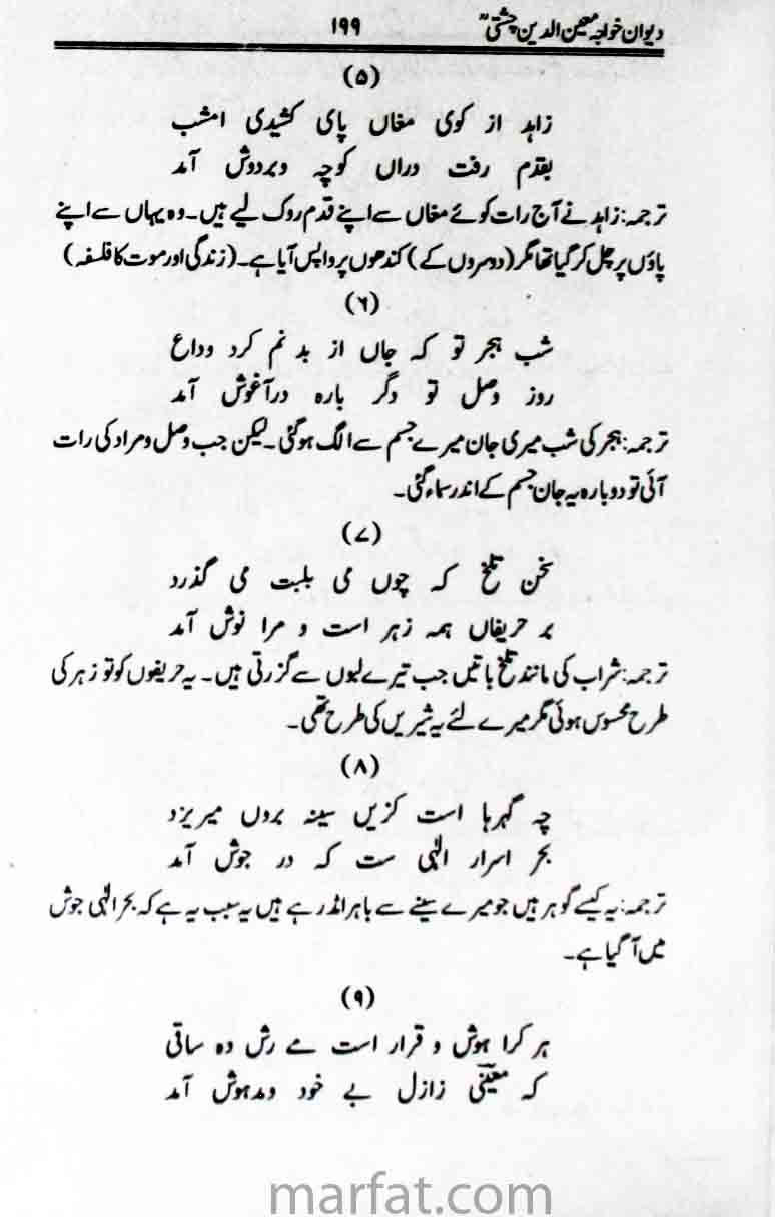 دیوان خواجہ معین الدین چشتیؒ ۱۹۹
(۵)
زاہد از کوی مغاں پای کشیدی امشب
بقدم رفت دراں کوچہ و بردوش آمد
ترجمہ: زاہد نے آج رات کوئے مغاں سے اپنے قدم روک لیے ہیں۔ وہ یہاں سے اپنے
پاؤں پر چل کر گیا تھا مگر (دوسروں کے) کندھوں پر واپس آیا ہے۔ (زندگی اور موت کا فلسفہ)
(۶)
شب ہجر تو کہ جاں از بدنم کرد وداع
روز وصل تو دگر بارہ درآغوش آمد
ترجمہ: ہجر کی شب میری جان میرے جسم سے الگ ہوگئی۔ لیکن جب وصل و مراد کی رات
آئی تو دوبارہ یہ جان جسم کے اندر سماء گئی۔
(۷)
سخن تلخ کہ چوں می بلبت می گذرد
بر حریفاں ہمہ زہر است و مرا نوش آمد
ترجمہ: شراب کی مانند تلخ باتیں جب تیرے لبوں سے گزرتی ہیں۔ یہ حریفوں کو تو زہر کی
طرح محسوس ہوئی مگر میرے لئے یہ شیریں کی طرح تھی۔
(۸)
چہ گہرہا است کزیں سینہ بروں میریزد
بحر اسرار الٰہی ست کہ در جوش آمد
ترجمہ: یہ کیسے گوہر ہیں جو میرے سینے سے باہر امڈ رہے ہیں یہ سبب یہ ہے کہ بحر الٰہی جوش
میں آ گیا ہے۔
(۹)
ہر کرا ہوش و قرار است مے رش دہ ساقی
کہ معینی زازل بے خود و مدہوش آمد
marfat.com